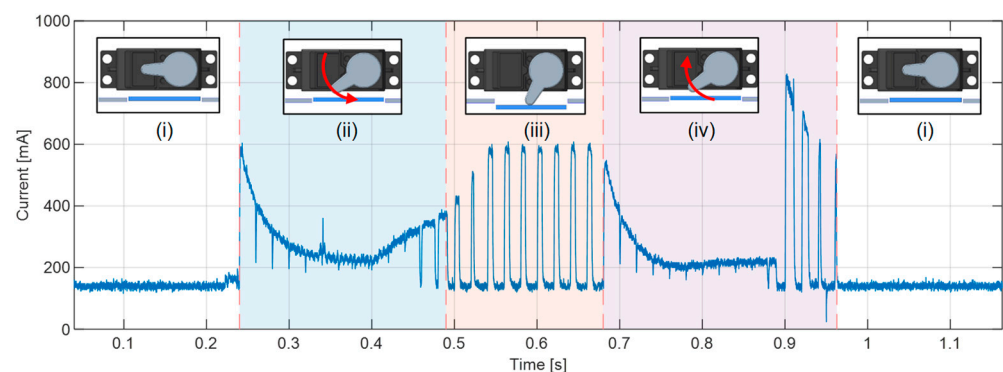 1000
800
600
400
200
0
Current [mA]
(i)
(ii)
(iii)
(iv)
(i)
0.1 0.2 0.3 0.4 0.5 0.6 0.7 0.8 0.9 1 1.1
Time [s]